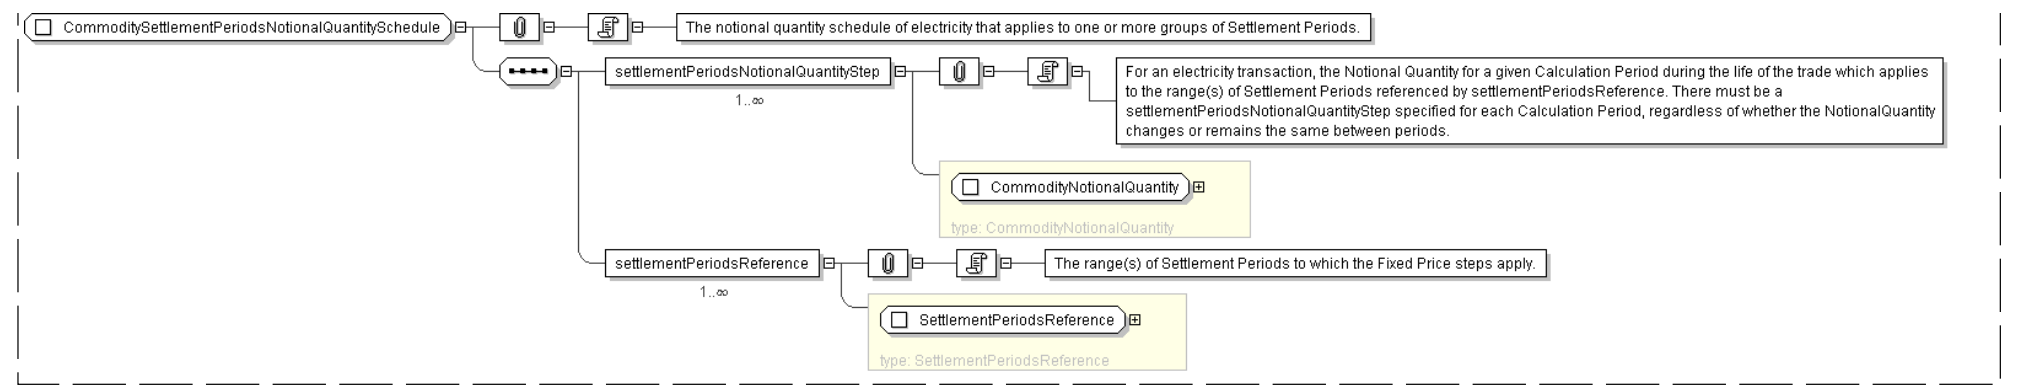 CommoditySettlementPeriodsNotionalQuantitySchedule
The notional quantity schedule of electricity that applies to one or more groups of Settlement Periods.
settlementPeriodsNotionalQuantityStep
1..∞
For an electricity transaction, the Notional Quantity for a given Calculation Period during the life of the trade which applies
to the range(s) of Settlement Periods referenced by settlementPeriodsReference. There must be a
settlementPeriodsNotionalQuantityStep specified for each Calculation Period, regardless of whether the NotionalQuantity
changes or remains the same between periods.
CommodityNotionalQuantity
type: CommodityNotionalQuantity
settlementPeriodsReference
1..∞
The range(s) of Settlement Periods to which the Fixed Price steps apply.
SettlementPeriodsReference
type: SettlementPeriodsReference